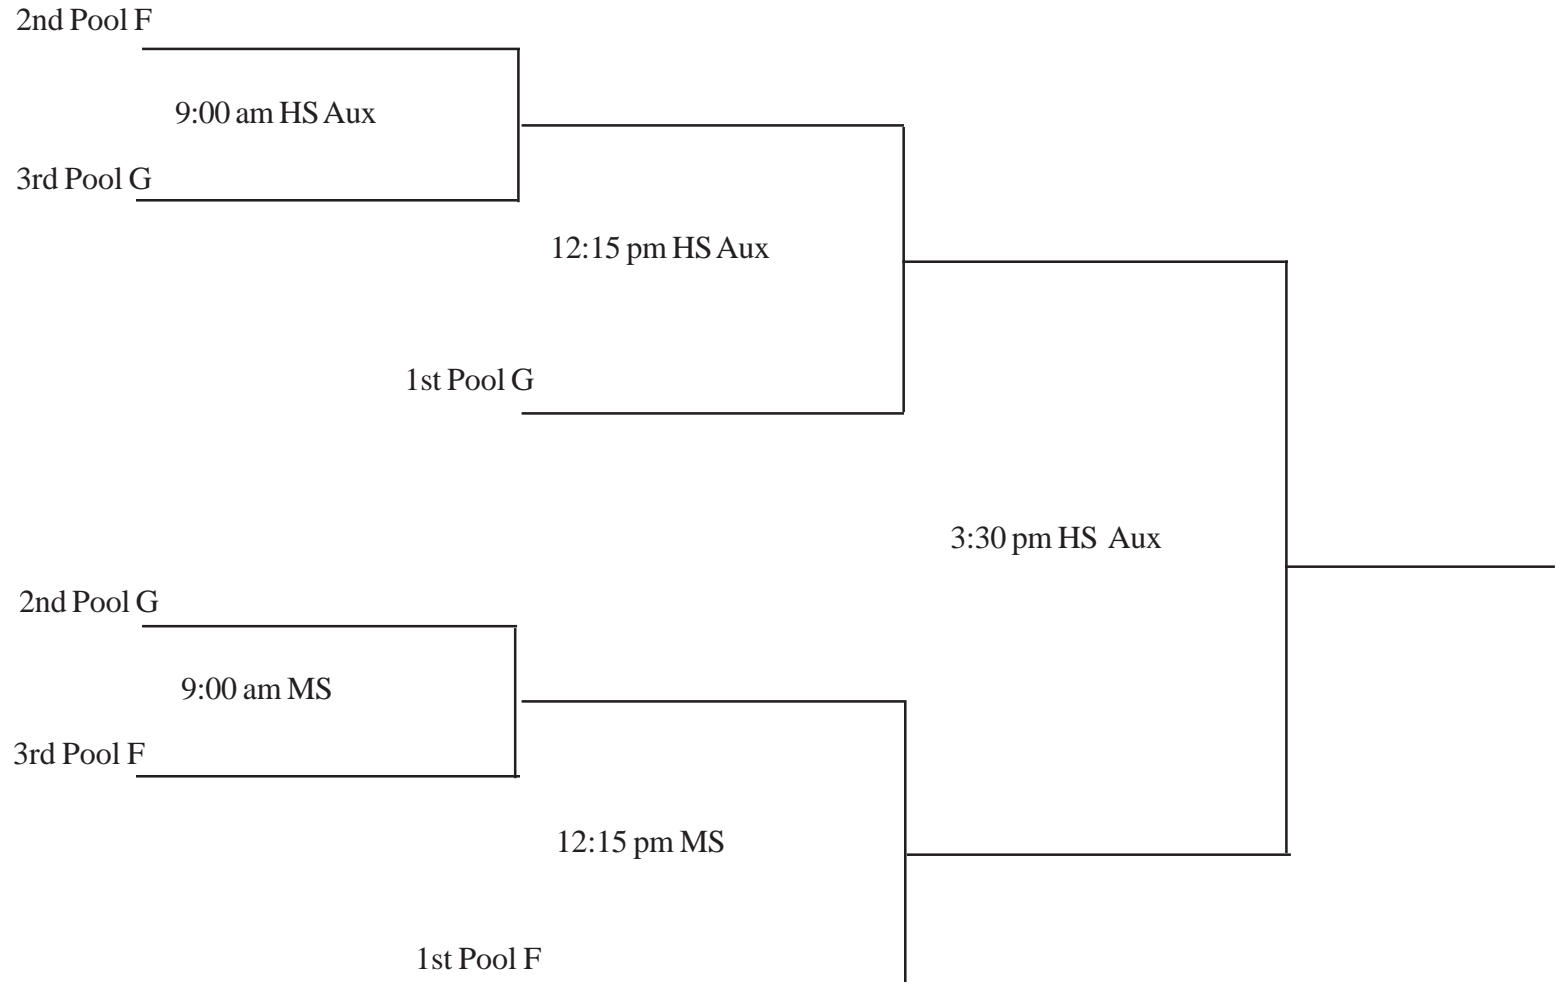 2nd Pool F
9:00 am HS Aux
3rd Pool G
12:15 pm HS Aux
1st Pool G
3:30 pm HS Aux
2nd Pool G
9:00 am MS
3rd Pool F
12:15 pm MS
1st Pool F